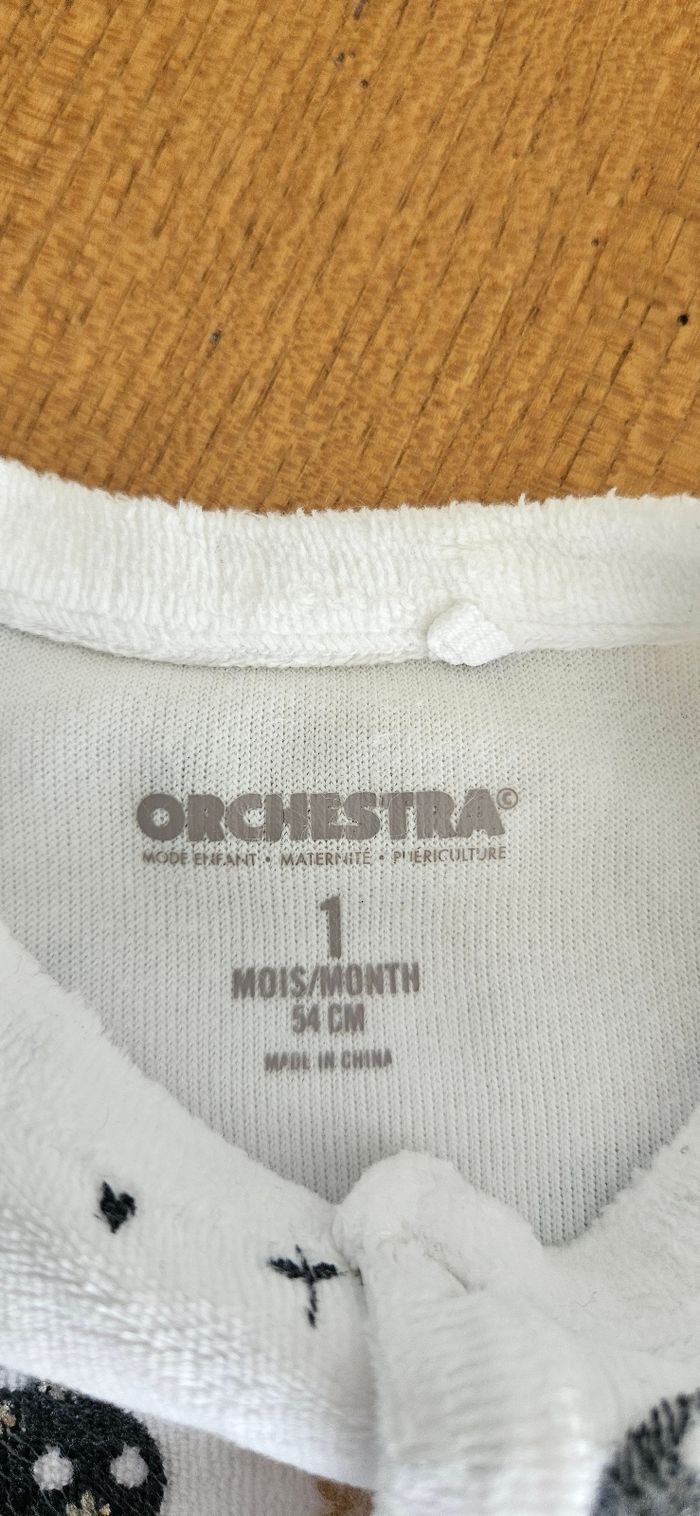 ORCHESTRA©
MODE ENFANT • MATERNITÉ • PUÉRICULTURE
1
MOIS/MONTH
54 CM
MADE IN CHINA